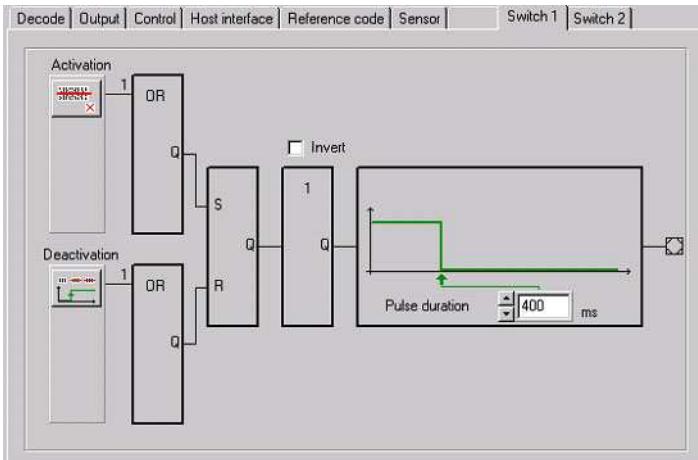 Decode Output Control Host interface Reference code Sensor Switch 1 Switch 2
Activation
1
OR
Q
Invert
S
1
Q
Q
Deactivation
1
OR
R
Q
Pulse duration 400 ms